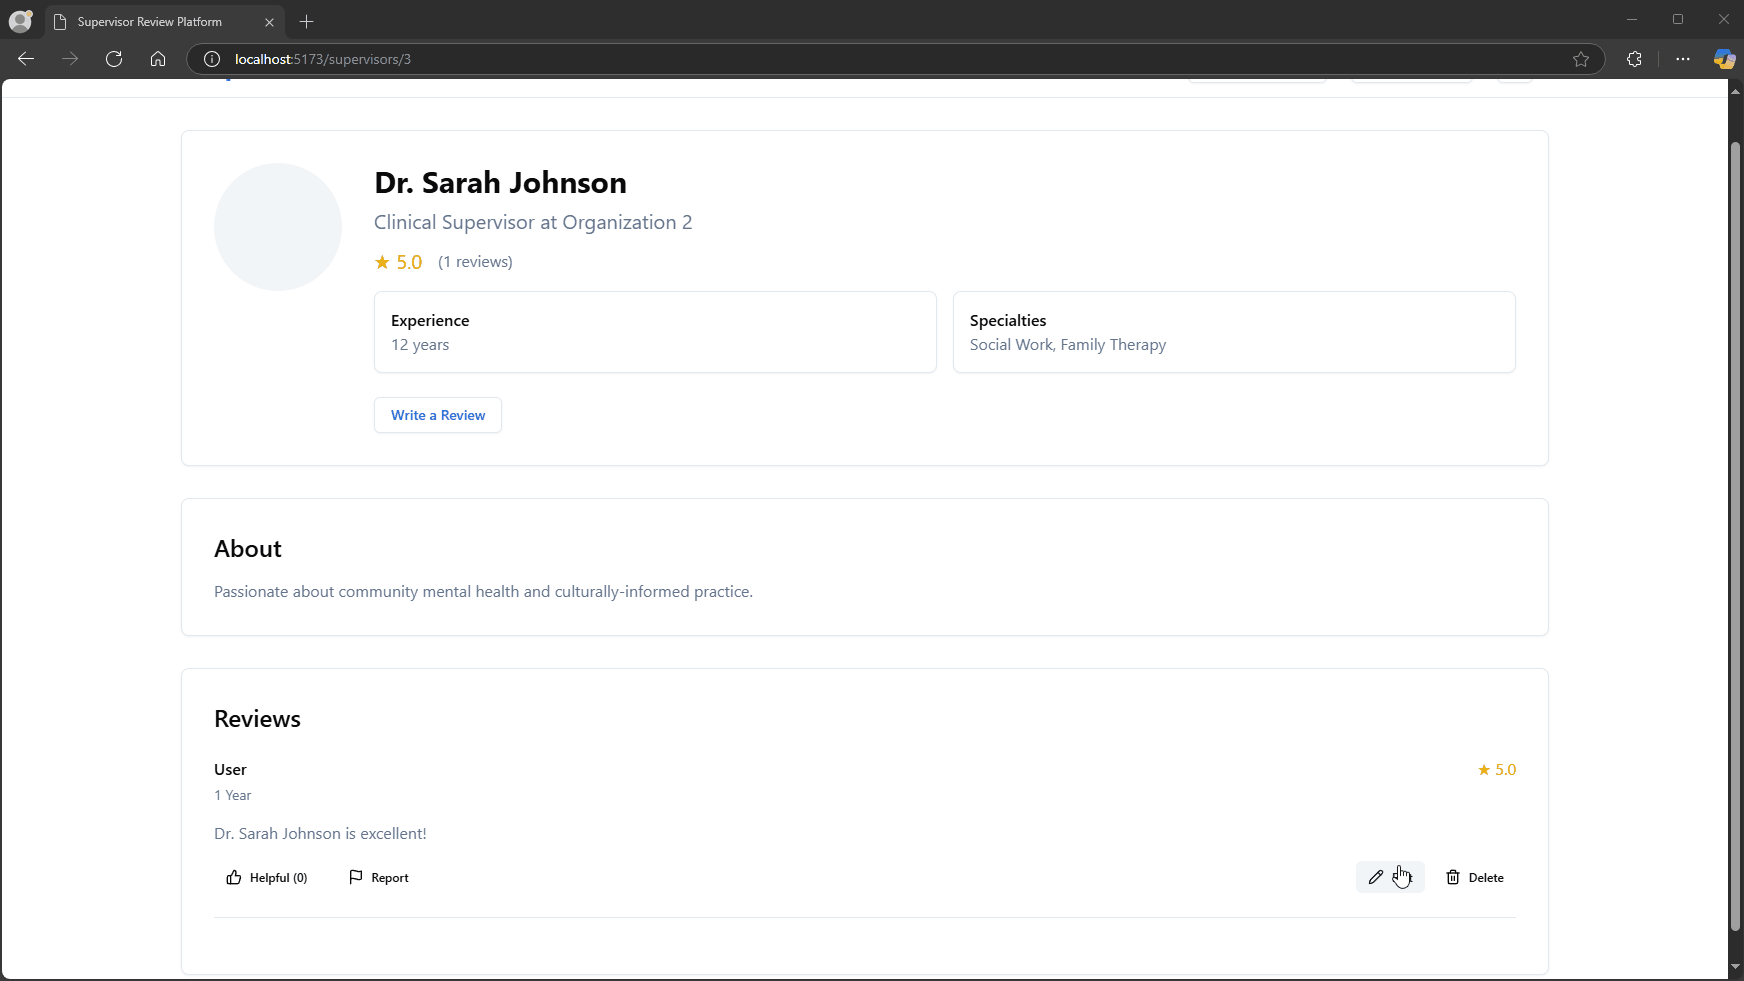 Supervisor Review Platform
localhost:5173/supervisors/3
Dr. Sarah Johnson
Clinical Supervisor at Organization 2
★ 5.0 (1 reviews)
Experience
12 years
Specialties
Social Work, Family Therapy
Write a Review
About
Passionate about community mental health and culturally-informed practice.
Reviews
User
★ 5.0
1 Year
Dr. Sarah Johnson is excellent!
Helpful (0)
Report
Delete